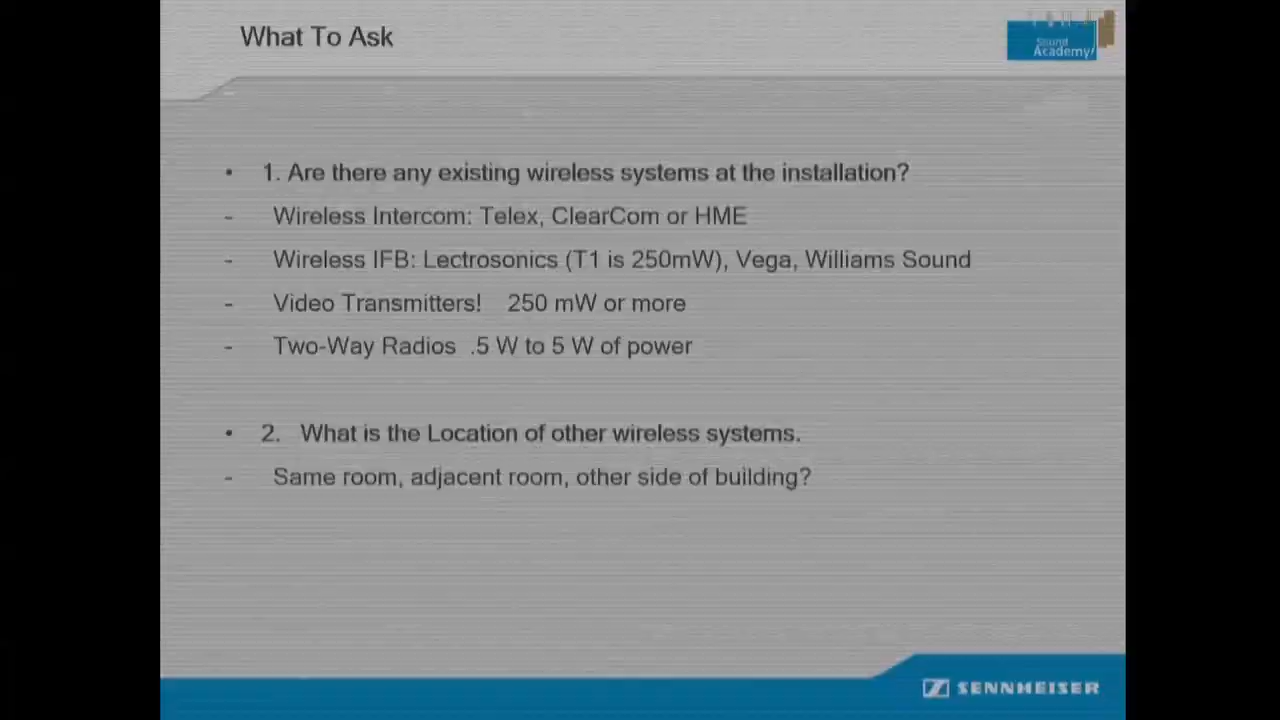 What To Ask
Sound
Academy
• 1. Are there any existing wireless systems at the installation?
- Wireless Intercom: Telex, ClearCom or HME
- Wireless IFB: Lectrosonics (T1 is 250mW), Vega, Williams Sound
- Video Transmitters! 250 mW or more
- Two-Way Radios .5 W to 5 W of power
• 2. What is the Location of other wireless systems.
- Same room, adjacent room, other side of building?
SENNHEISER